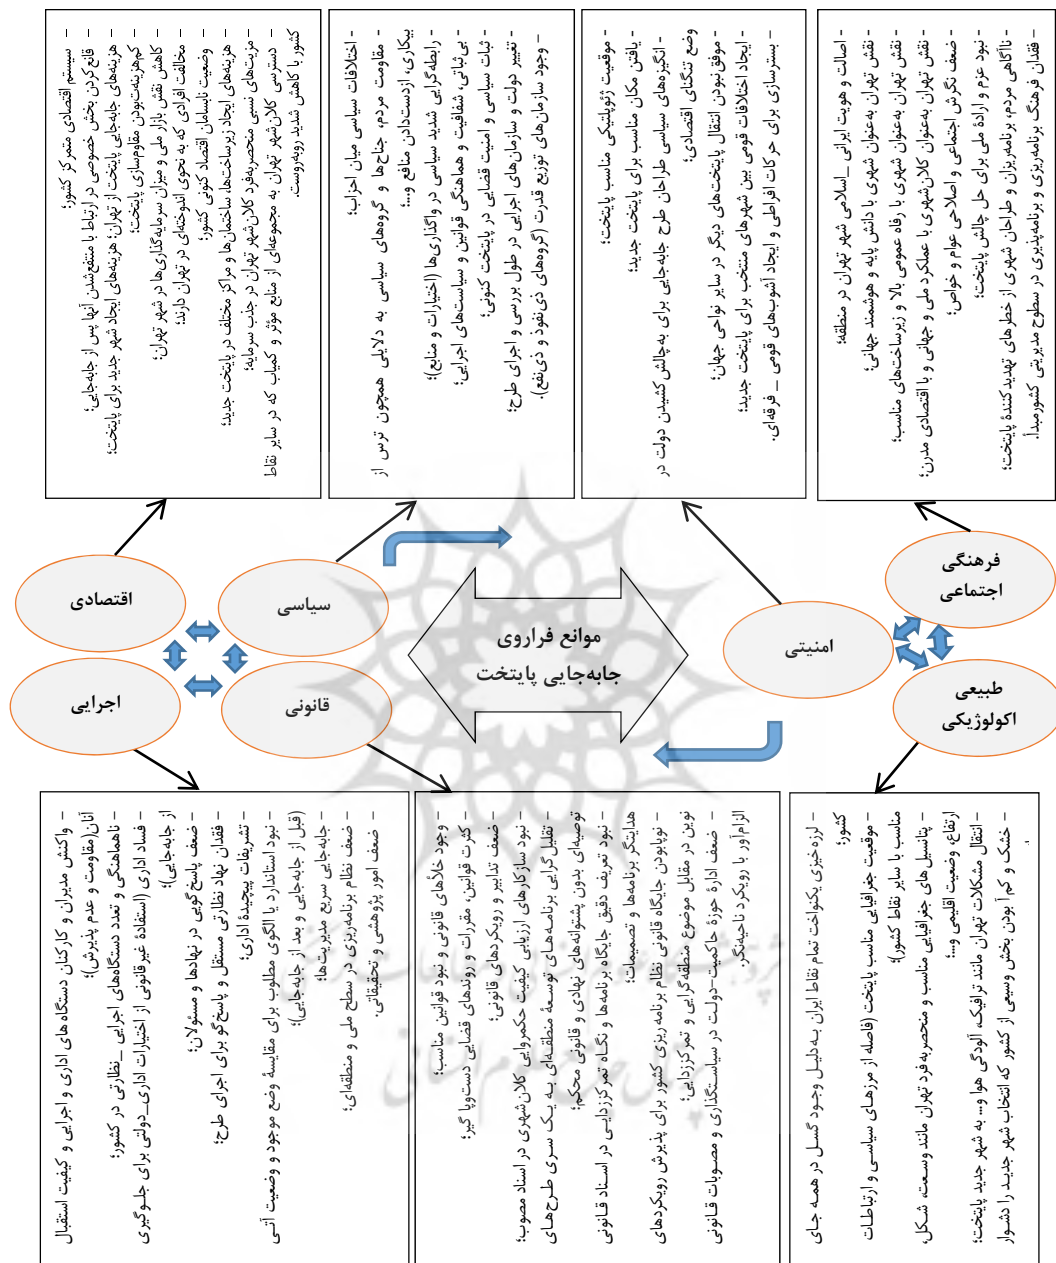 - سیستم اقتصادی متمرکز کشور؛
- قانع‌کردن بخش خصوصی در ارتباط با منتفع‌شدن آنها پس از جابه‌جایی؛
- هزینه‌های جابه‌جایی پایتخت از تهران؛ هزینه‌های ایجاد شهر جدید برای پایتخت؛
- کم‌هزینه‌بودن مقاوم‌سازی پایتخت؛
- کاهش نقش بازار ملی و میزان سرمایه‌گذاری‌ها در شهر تهران؛
- مخالفت افرادی که به نحوی اندوخته‌ای در تهران دارند؛
- وضعیت نابسامان اقتصاد کنونی کشور؛
- هزینه‌های ایجاد زیرساخت‌ها، ساختمان‌ها و مراکز مختلف در پایتخت جدید؛
- مزیت‌های نسبی منحصربه‌فرد کلان‌شهر تهران در جذب سرمایه؛
- دسترسی کلان‌شهر تهران به مجموعه‌ای از منابع مؤثر و کمیاب که در سایر نقاط
کشور با کاهش شدید روبه‌روست.
- اختلافات سیاسی میان احزاب؛
- مقاومت مردم، جناح‌ها و گروه‌های سیاسی به دلایلی همچون ترس از
بیکاری، ازدست‌دادن منافع و...؛
- رابطه‌گرایی شدید سیاسی در واگذاری‌ها (اختیارات و منابع)؛
- بی‌ثباتی، شفافیت و هماهنگی قوانین و سیاست‌های اجرایی؛
- ثبات سیاسی و امنیت قضایی در پایتخت کنونی؛
- تغییر دولت و سازمان‌های اجرایی در طول بررسی و اجرای طرح؛
- وجود سازمان‌های توزیع قدرت (گروه‌های ذی‌نفوذ و ذی‌نفع).
- موقعیت ژئوپلتیکی مناسب پایتخت؛
- یافتن مکان مناسب برای پایتخت جدید؛
- انگیزه‌های سیاسی طراحان طرح جابه‌جایی برای به‌چالش‌کشیدن دولت در
وضع تنگنای اقتصادی؛
- موفق نبودن انتقال پایتخت‌های دیگر در سایر نواحی جهان؛
- ایجاد اختلافات قومی بین شهرهای منتخب برای پایتخت جدید؛
- بسترسازی برای حرکات افراطی و ایجاد آشوب‌های قومی – فرقه‌ای.
- اصالت و هویت ایرانی –اسلامی شهر تهران در منطقه؛
- نقش تهران به‌عنوان شهری با دانش پایه و هوشمند جهانی؛
- نقش تهران به‌عنوان شهری با رفاه عمومی بالا و زیرساخت‌های مناسب؛
- نقش تهران به‌عنوان کلان‌شهری با عملکرد ملی و جهانی و با اقتصادی مدرن؛
- ضعف نگرش اجتماعی و اصلاحی عوام و خواص؛
- نبود عزم و ارادۀ ملی برای حل چالش پایتخت؛
- ناآگاهی مردم، برنامه‌ریزان و طراحان شهری از خطرهای تهدیدکنندۀ پایتخت؛
- فقدان فرهنگ برنامه‌ریزی و برنامه‌پذیری در سطوح مدیریتی کشورمبدأ.
اقتصادی
سیاسی
اجرایی
قانونی
موانع فراروی
جابه‌جایی پایتخت
امنیتی
فرهنگی
اجتماعی
طبیعی
اکولوژیکی
- واکنش مدیران و کارکنان دستگاه‌های اداری و اجرایی و کیفیت استقبال
آنان(مقاومت و عدم پذیرش)؛
- ناهماهنگی و تعدد دستگاه‌های اجرایی –نظارتی در کشور؛
- فساد اداری (استفادۀ غیرقانونی از اختیارات اداری–دولتی برای جلوگیری
از جابه‌جایی)؛
- ضعف پاسخ‌گویی در نهادها و مسئولان؛
- فقدان نهاد نظارتی مستقل و پاسخ‌گو برای اجرای طرح؛
- تشریفات پیچیدۀ اداری؛
- نبود استاندارد یا الگوی مطلوب برای مقایسۀ وضع موجود و وضعیت آتی
(قبل از جابه‌جایی و بعد از جابه‌جایی)؛
- جابه‌جایی سریع مدیریت‌ها؛
- ضعف نظام برنامه‌ریزی در سطح ملی و منطقه‌ای؛
- ضعف امور پژوهشی و تحقیقاتی.
- وجود خلأهای قانونی و نبود قوانین مناسب؛
- کثرت قوانین، مقررات و روندهای قضایی دست‌وپا گیر؛
- ضعف تدابیر و رویکردهای قانونی؛
- نبود سازکارهای ارزیابی کیفیت حکمروایی کلان‌شهری در اسناد مصوب؛
- تقلیل‌گرایی برنامه‌های توسعۀ منطقه‌ای به یک سری طرح‌های
توصیه‌ای بدون پشتوانه‌های نهادی و قانونی محکم؛
- نبود تعریف دقیق جایگاه برنامه‌ها و نگاه تمرکززدایی در اسناد قانونی
هدایتگر برنامه‌ها و تصمیمات؛
- نوپابودن جایگاه قانونی نظام برنامه‌ریزی کشور برای پذیرش رویکردهای
نوین در مقابل موضوع منطقه‌گرایی و تمرکززدایی؛
- ضعف ادارۀ حوزۀ حاکمیت–دولت در سیاستگذاری و مصوبات قانونی
الزام‌آور با رویکرد ناحیه‌نگر.
- لرزه‌خیزی یکنواخت تمام نقاط ایران به‌دلیل وجود گسل در همه جای
کشور؛
- موقعیت جغرافیایی مناسب پایتخت (فاصله از مرزهای سیاسی و ارتباطات
مناسب با سایر نقاط کشور)؛
- پتانسیل‌های جغرافیایی مناسب و منحصربه‌فرد تهران مانند وسعت، شکل،
ارتفاع، وضعیت اقلیمی و...؛
- انتقال مشکلات تهران مانند ترافیک، آلودگی هوا و... به شهر جدید پایتخت؛
- خشک و کم‌آ بودن بخش وسیعی از کشور که انتخاب شهر جدید را دشوار